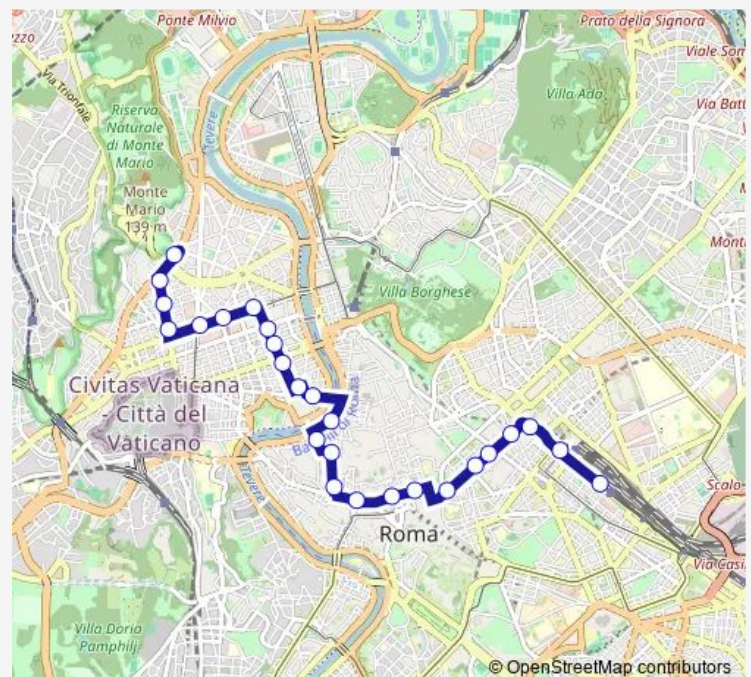 Ponte Milvio
Prato della Signora
Via Trionfale
Viale Som
Riserva
Naturale
di Monte
Mario
Tevere
Villa Ada
Via Batt
Monte
Mario
139 m
Monti
Villa Borghese
Civitas Vaticana
- Città del
Vaticano
Tevere
Scalo
Roma
Via Casi
Villa Doria
Pamphilj
© OpenStreetMap contributors